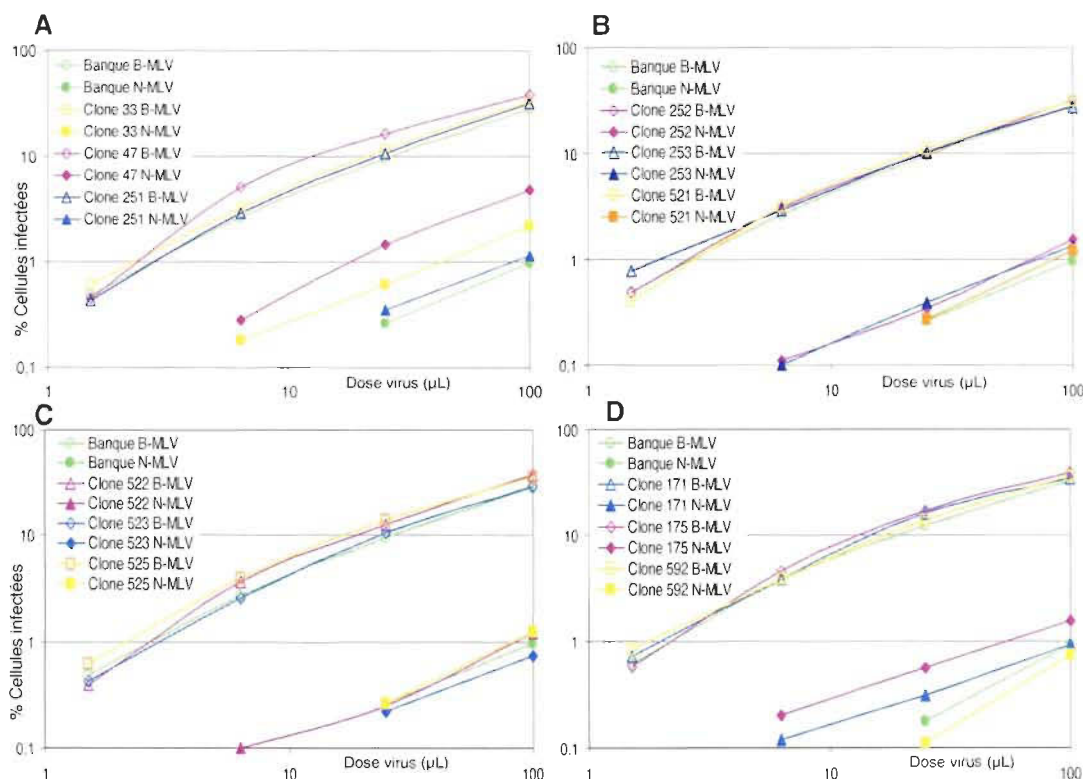 A
100
10
1
0,1
% Cellules infectées
Banque B-MLV
Banque N-MLV
Clone 33 B-MLV
Clone 33 N-MLV
Clone 47 B-MLV
Clone 47 N-MLV
Clone 251 B-MLV
Clone 251 N-MLV
1
10
100
Dose virus (µL)
B
100
10
1
0,1
Banque B-MLV
Banque N-MLV
Clone 252 B-MLV
Clone 252 N-MLV
Clone 253 B-MLV
Clone 253 N-MLV
Clone 521 B-MLV
Clone 521 N-MLV
1
10
100
Dose virus (µL)
C
100
10
1
0,1
% Cellules infectées
Banque B-MLV
Banque N-MLV
Clone 522 B-MLV
Clone 522 N-MLV
Clone 523 B-MLV
Clone 523 N-MLV
Clone 525 B-MLV
Clone 525 N-MLV
1
10
100
Dose virus (µL)
D
100
10
1
0,1
Banque B-MLV
Banque N-MLV
Clone 171 B-MLV
Clone 171 N-MLV
Clone 175 B-MLV
Clone 175 N-MLV
Clone 592 B-MLV
Clone 592 N-MLV
1
10
100
Dose virus (µL)